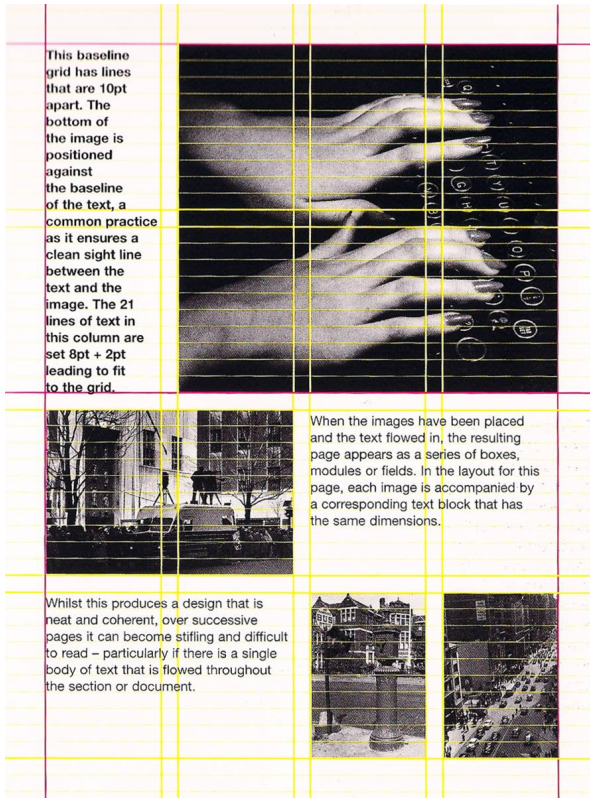 This baseline
grid has lines
that are 10pt
apart. The
bottom of
the image is
positioned
against
the baseline
of the text, a
common practice
as it ensures a
clean sight line
between the
text and the
image. The 21
lines of text in
this column are
set 8pt + 2pt
leading to fit
to the grid.
When the images have been placed
and the text flowed in, the resulting
page appears as a series of boxes,
modules or fields. In the layout for this
page, each image is accompanied by
a corresponding text block that has
the same dimensions.
Whilst this produces a design that is
neat and coherent, over successive
pages it can become stifling and difficult
to read – particularly if there is a single
body of text that is flowed throughout
the section or document.